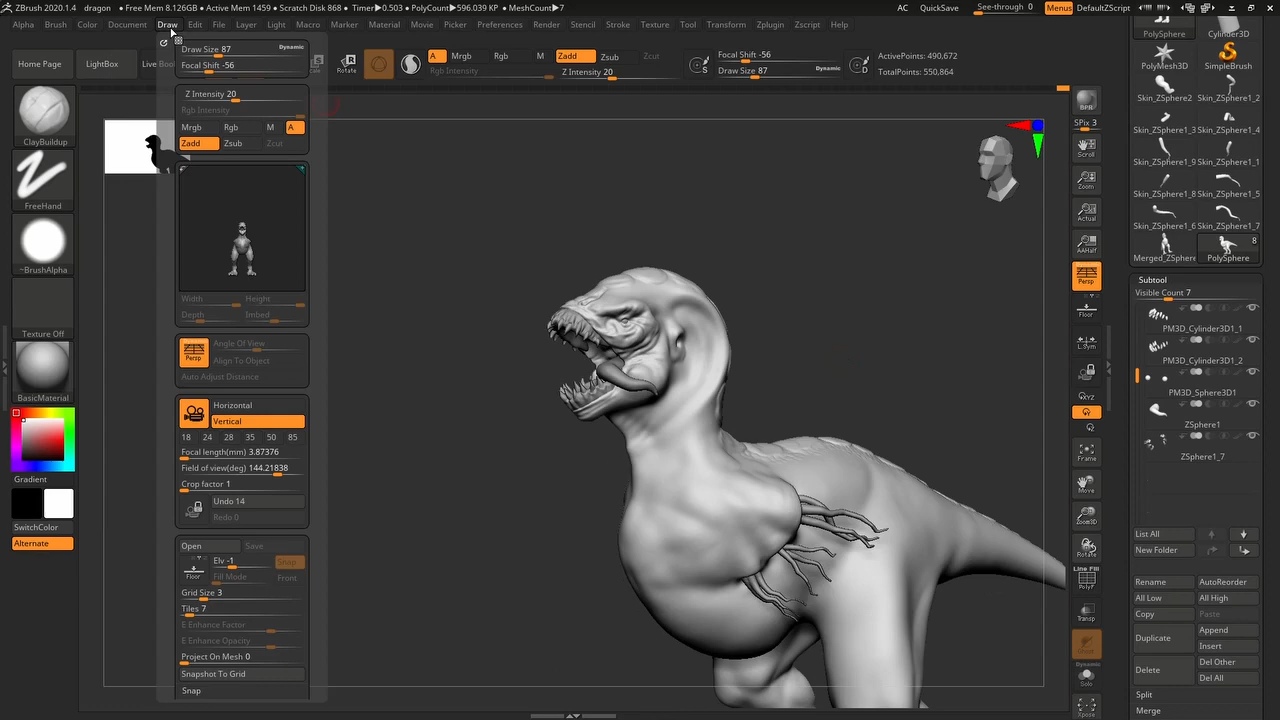 ZBrush 2020.1.4 dragon • Free Mem 8.126GB • Active Mem 1459 • Scratch Disk 868 • Timer▶0.503 • PolyCount▶596.039 KP • MeshCount▶7 AC QuickSave See-through 0 Menus DefaultZScript
Alpha Brush Color Document Draw Edit File Layer Light Macro Marker Material Movie Picker Preferences Render Stencil Stroke Texture Tool Transform Zplugin Zscript Help
Home Page LightBox Live Boo
Rotate
A Mrgb Rgb M Zadd Zsub Zcut
Rgb Intensity Z Intensity 20
Focal Shift -56
Draw Size 87 Dynamic
S
D
ActivePoints: 490,672
TotalPoints: 550,864
ClayBuildup
FreeHand
~BrushAlpha
Texture Off
BasicMaterial
Gradient
SwitchColor
Alternate
Draw Size 87 Dynamic
Focal Shift -56
Z Intensity 20
Rgb Intensity
Mrgb Rgb M A
Zadd Zsub Zcut
Width Height
Depth Imbed
Persp
Angle Of View
Align To Object
Auto Adjust Distance
Horizontal
Vertical
18 24 28 35 50 85
Focal length(mm) 3.87376
Field of view(deg) 144.21838
Crop factor 1
Undo 14
Redo 0
Open Save
Elv -1 Snap
Floor Fill Mode Front
Grid Size 3
Tiles 7
E Enhance Factor
E Enhance Opacity
Project On Mesh 0
Snapshot To Grid
Snap
BPR
SPix 3
Scroll
Zoom
Actual
AAHalf
Persp
Floor
L.Sym
XYZ
Frame
Move
Zoom3D
Rotate
Line Fill
PolyF
Transp
Dynamic
Solo
Xpose
PolySphere Cylinder3D
PolyMesh3D SimpleBrush
Skin_ZSphere2 Skin_ZSphere1_2
Skin_ZSphere1_3 Skin_ZSphere1_4
Skin_ZSphere1_9 Skin_ZSphere1_1
Skin_ZSphere1_8 Skin_ZSphere1_5
Skin_ZSphere1_6 Skin_ZSphere1_7
8
Merged_ZSphere PolySphere
Subtool
Visible Count 7
PM3D_Cylinder3D1_1
PM3D_Cylinder3D1_2
PM3D_Sphere3D1
ZSphere1
ZSphere1_7
List All
New Folder
Rename AutoReorder
All Low All High
Copy Paste
Duplicate Append
Insert
Delete Del Other
Del All
Split
Merge